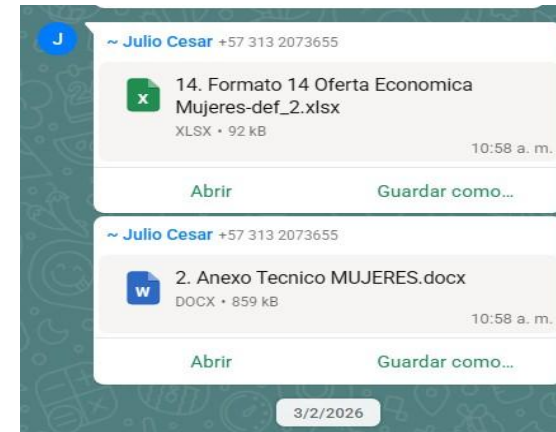 J
~ Julio Cesar +57 313 2073655
X
14. Formato 14 Oferta Economica
Mujeres-def_2.xlsx
XLSX • 92 kB
10:58 a. m.
Abrir Guardar como...
~ Julio Cesar +57 313 2073655
W
2. Anexo Tecnico MUJERES.docx
DOCX • 859 kB
10:58 a. m.
Abrir Guardar como...
3/2/2026